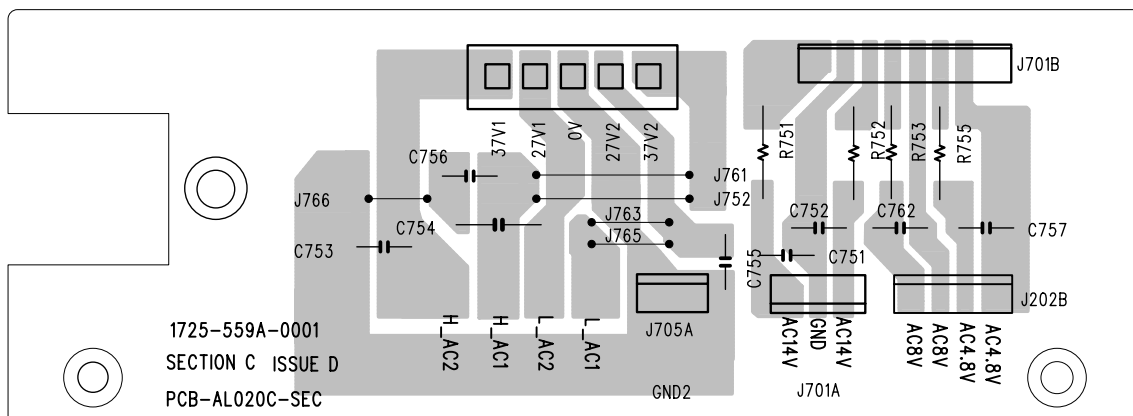 J701B
37V1
27V1
0V
27V2
37V2
R751
R752
R753
R755
C756
J761
J766
J752
C754
J763
C752
C762
C753
J765
C755
C751
C757
J705A
J202B
H_AC2
H_AC1
L_AC2
L_AC1
AC14V
GND
AC14V
AC8V
AC8V
AC4.8V
AC4.8V
1725-559A-0001
SECTION C ISSUE D
PCB-AL020C-SEC
GND2
J701A